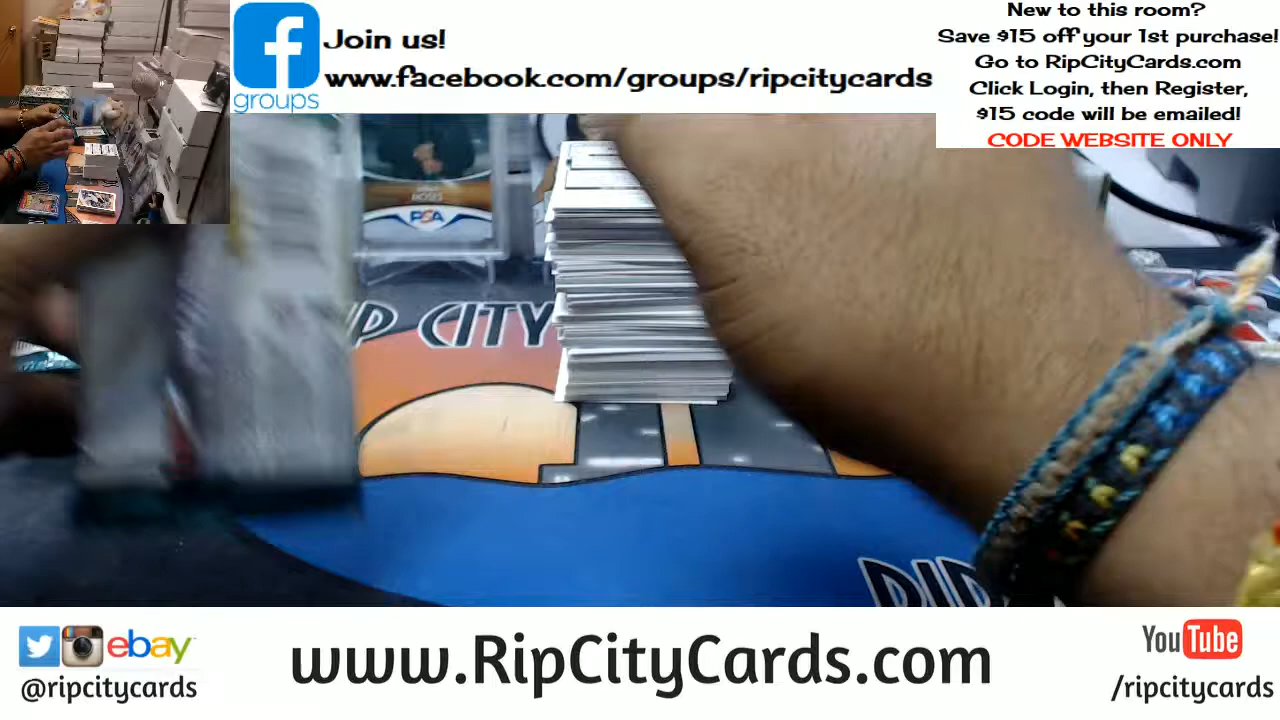 Join us!
www.facebook.com/groups/ripcitycards
groups
New to this room?
Save $15 off your 1st purchase!
Go to RipCityCards.com
Click Login, then Register,
$15 code will be emailed!
CODE WEBSITE ONLY
PSA
CITY
ebay
@ripcitycards
www.RipCityCards.com
YouTube
/ripcitycards